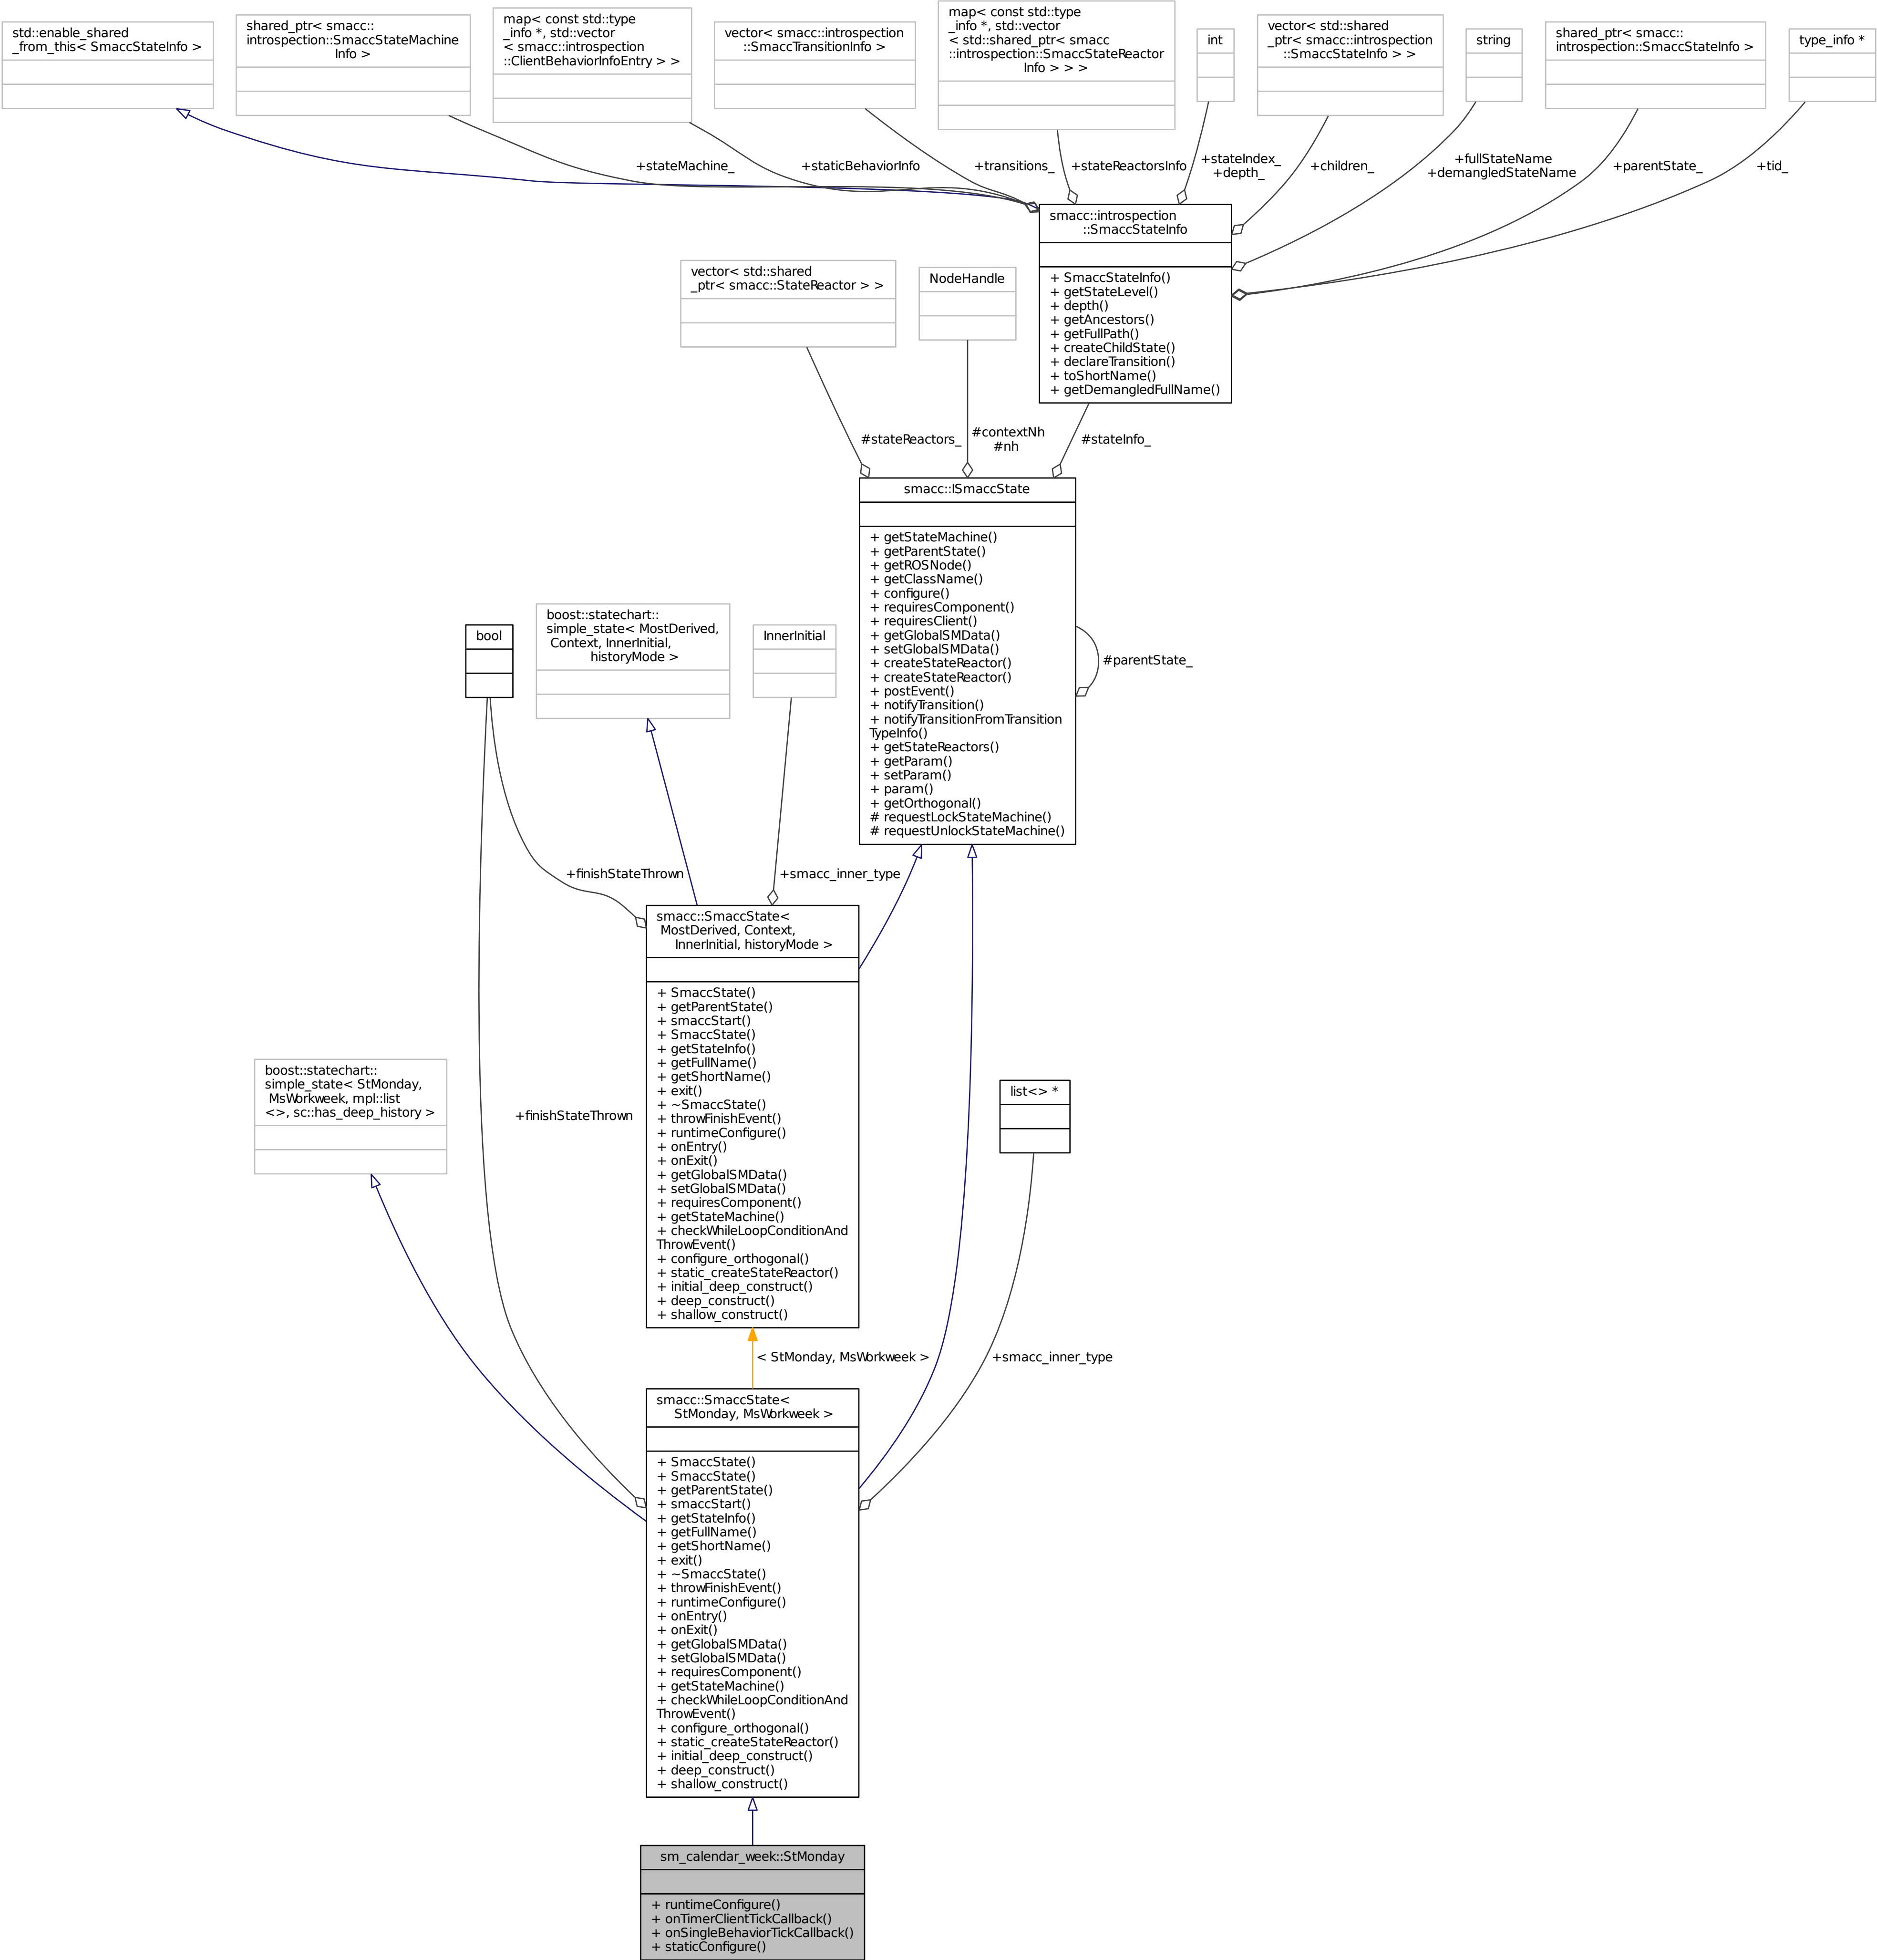 std::enable_shared
_from_this< SmaccStateInfo >
shared_ptr< smacc::
introspection::SmaccStateMachine
Info >
map< const std::type
_info *, std::vector
< smacc::introspection
::ClientBehaviorInfoEntry > >
vector< smacc::introspection
::SmaccTransitionInfo >
map< const std::type
_info *, std::vector
< std::shared_ptr< smacc
::introspection::SmaccStateReactor
Info > > >
int
vector< std::shared
_ptr< smacc::introspection
::SmaccStateInfo > >
string
shared_ptr< smacc::
introspection::SmaccStateInfo >
type_info *
+stateMachine_
+staticBehaviorInfo
+transitions_
+stateReactorsInfo
+stateIndex_
+depth_
+children_
+fullStateName
+demangledStateName
+parentState_
+tid_
smacc::introspection
::SmaccStateInfo
+ SmaccStateInfo()
+ getStateLevel()
+ depth()
+ getAncestors()
+ getFullPath()
+ createChildState()
+ declareTransition()
+ toShortName()
+ getDemangledFullName()
vector< std::shared
_ptr< smacc::StateReactor > >
NodeHandle
#stateReactors_
#contextNh
#nh
#stateInfo_
smacc::ISmaccState
+ getStateMachine()
+ getParentState()
+ getROSNode()
+ getClassName()
+ configure()
+ requiresComponent()
+ requiresClient()
+ getGlobalSMData()
+ setGlobalSMData()
+ createStateReactor()
+ createStateReactor()
+ postEvent()
+ notifyTransition()
+ notifyTransitionFromTransition
TypeInfo()
+ getStateReactors()
+ getParam()
+ setParam()
+ param()
+ getOrthogonal()
# requestLockStateMachine()
# requestUnlockStateMachine()
#parentState_
bool
boost::statechart::
simple_state< MostDerived,
Context, InnerInitial,
historyMode >
InnerInitial
+finishStateThrown
+smacc_inner_type
smacc::SmaccState<
MostDerived, Context,
InnerInitial, historyMode >
+ SmaccState()
+ getParentState()
+ smaccStart()
+ SmaccState()
+ getStateInfo()
+ getFullName()
+ getShortName()
+ exit()
+ ~SmaccState()
+ throwFinishEvent()
+ runtimeConfigure()
+ onEntry()
+ onExit()
+ getGlobalSMData()
+ setGlobalSMData()
+ requiresComponent()
+ getStateMachine()
+ checkWhileLoopConditionAnd
ThrowEvent()
+ configure_orthogonal()
+ static_createStateReactor()
+ initial_deep_construct()
+ deep_construct()
+ shallow_construct()
boost::statechart::
simple_state< StMonday,
MsWorkweek, mpl::list
<>, sc::has_deep_history >
+finishStateThrown
list<> *
< StMonday, MsWorkweek >
+smacc_inner_type
smacc::SmaccState<
StMonday, MsWorkweek >
+ SmaccState()
+ SmaccState()
+ getParentState()
+ smaccStart()
+ getStateInfo()
+ getFullName()
+ getShortName()
+ exit()
+ ~SmaccState()
+ throwFinishEvent()
+ runtimeConfigure()
+ onEntry()
+ onExit()
+ getGlobalSMData()
+ setGlobalSMData()
+ requiresComponent()
+ getStateMachine()
+ checkWhileLoopConditionAnd
ThrowEvent()
+ configure_orthogonal()
+ static_createStateReactor()
+ initial_deep_construct()
+ deep_construct()
+ shallow_construct()
sm_calendar_week::StMonday
+ runtimeConfigure()
+ onTimerClientTickCallback()
+ onSingleBehaviorTickCallback()
+ staticConfigure()